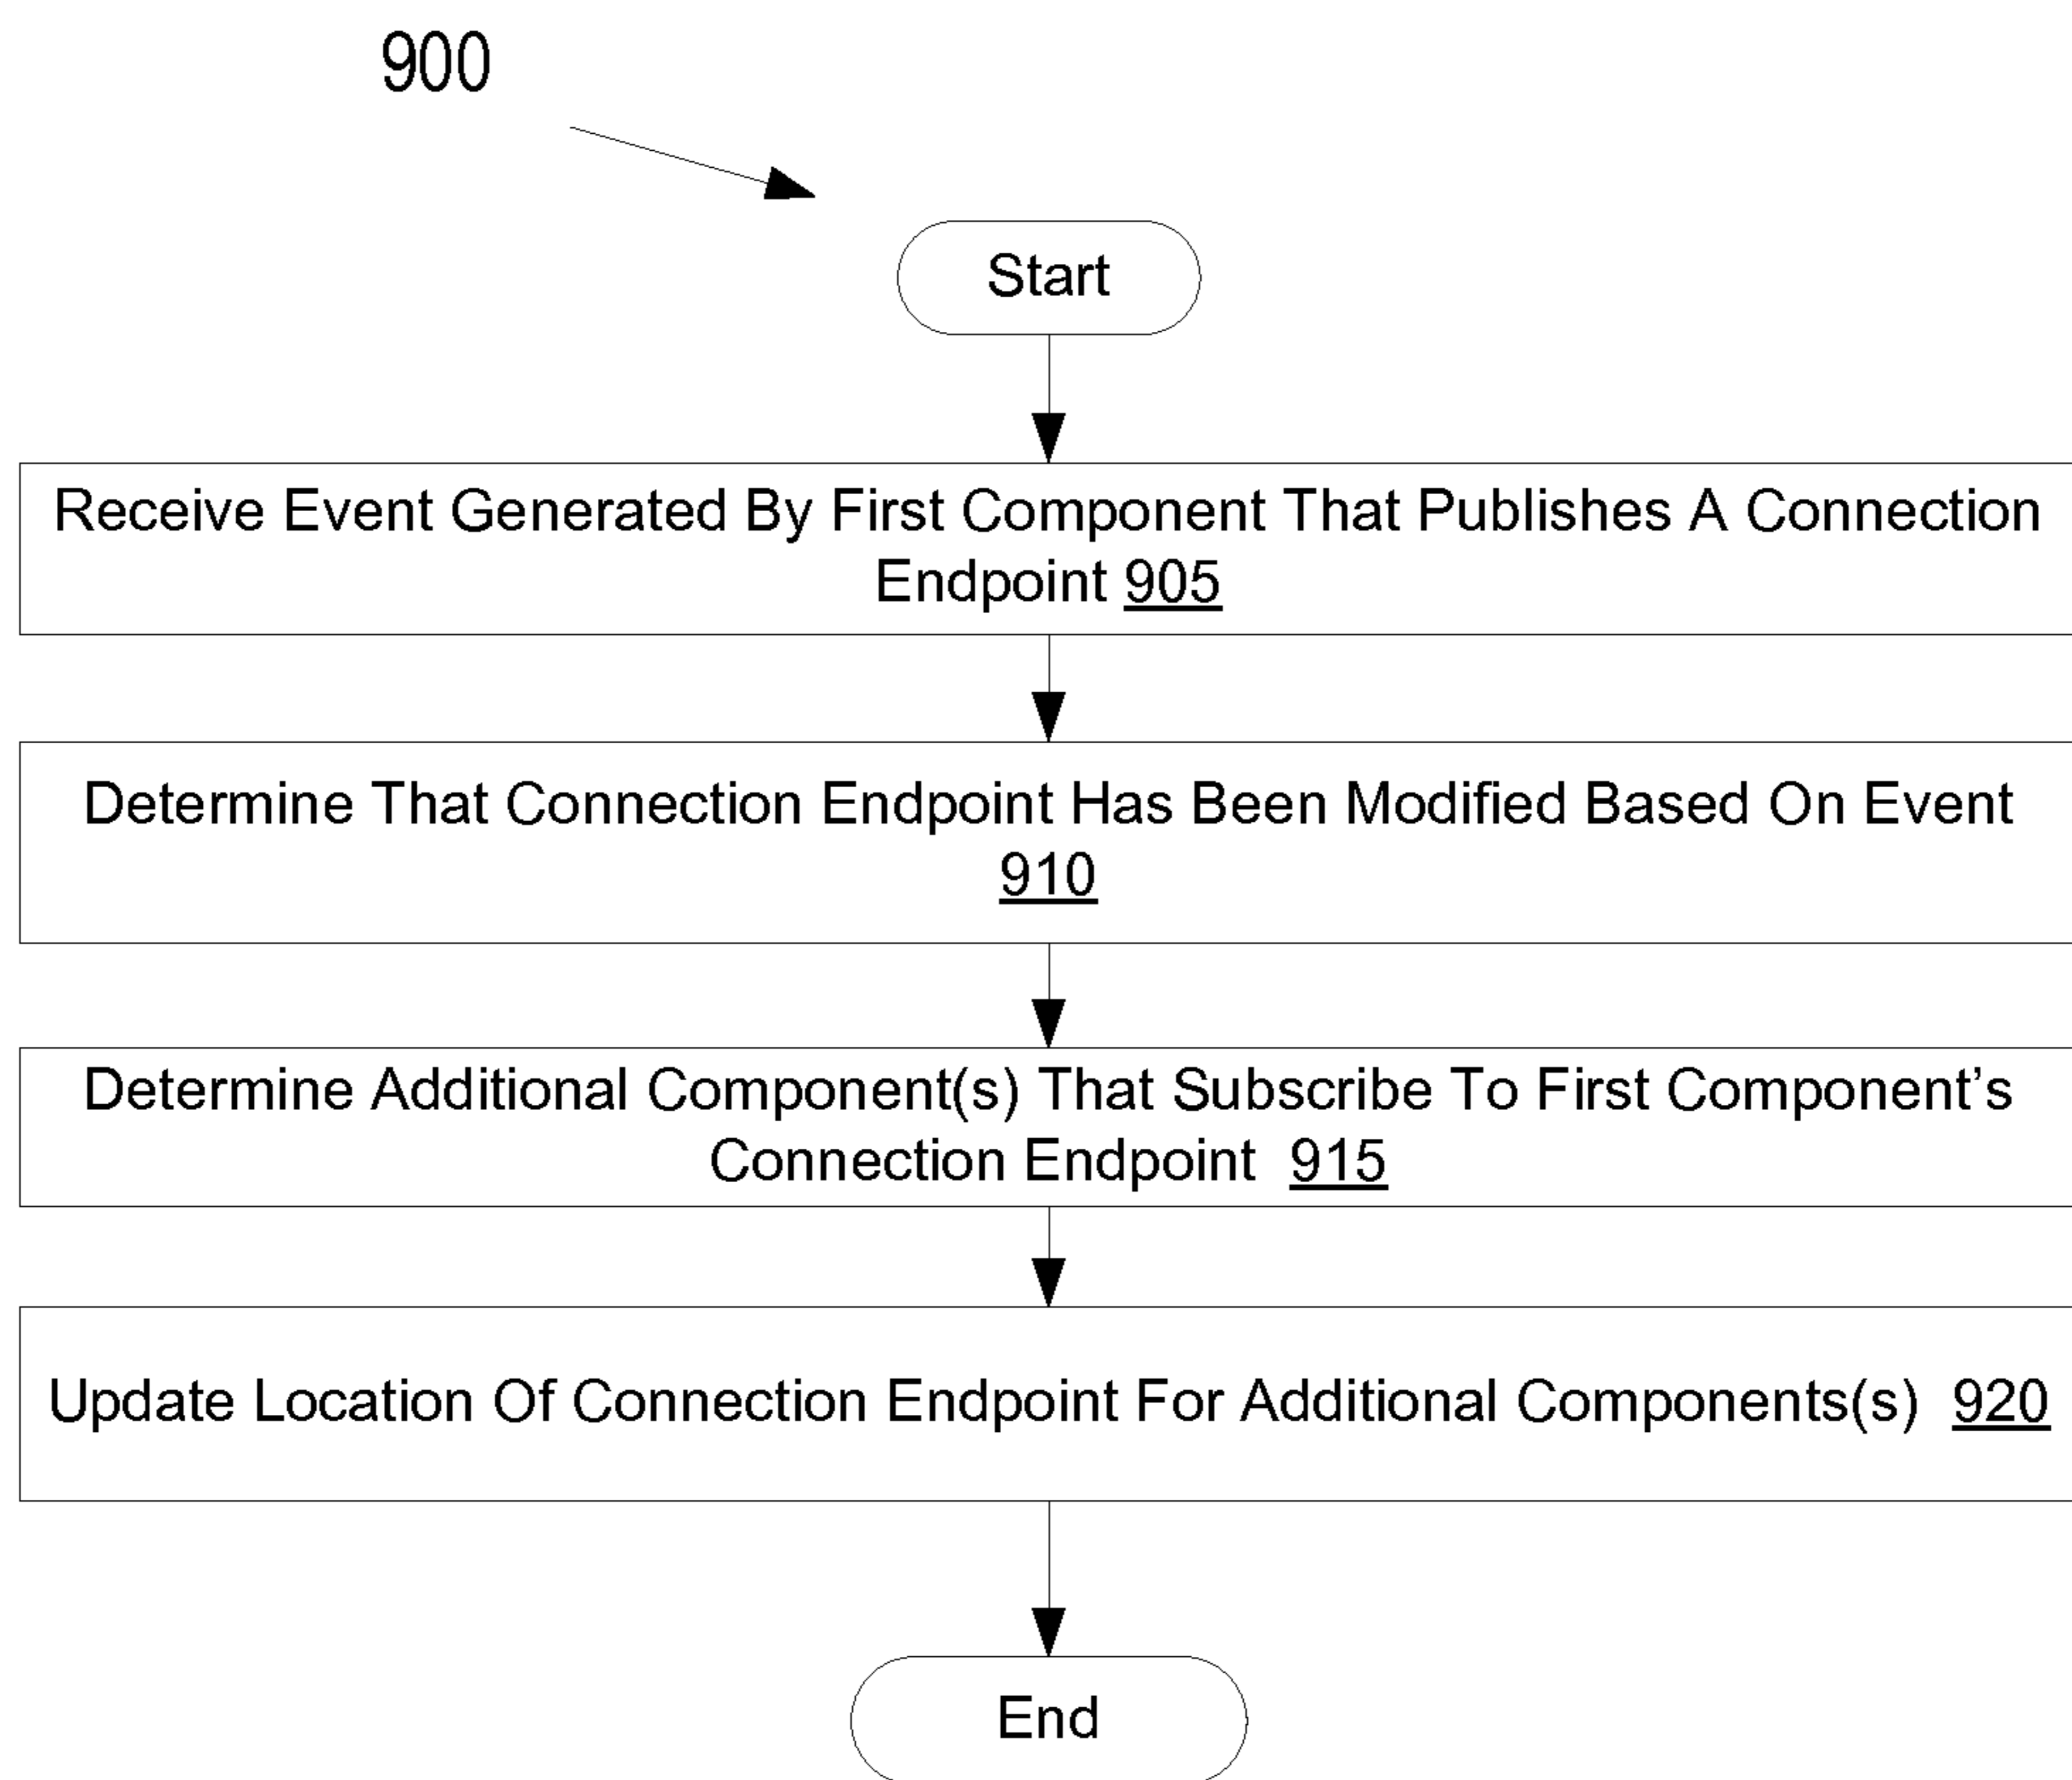 900
Start
Receive Event Generated By First Component That Publishes A Connection
Endpoint 905
Determine That Connection Endpoint Has Been Modified Based On Event
910
Determine Additional Component(s) That Subscribe To First Component’s
Connection Endpoint 915
Update Location Of Connection Endpoint For Additional Components(s) 920
End